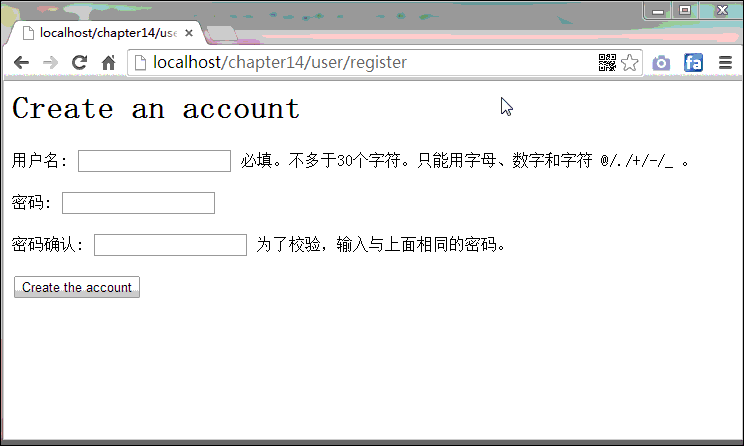 localhost/chapter14/use
localhost/chapter14/user/register
Create an account
用户名: 必填。不多于30个字符。只能用字母、数字和字符 @/./+/-/_ 。
密码:
密码确认: 为了校验，输入与上面相同的密码。
Create the account